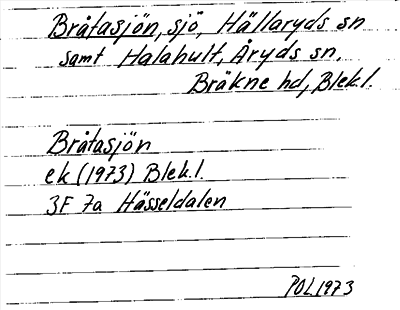 Bråtasjön, sjö, Hällaryds sn
samt Halahult, Åryds sn.
Bräkne hd, Blek.l.
Bråtasjön
ek (1973) Blek.l.
3F 7a Hässeldalen
POL 1973